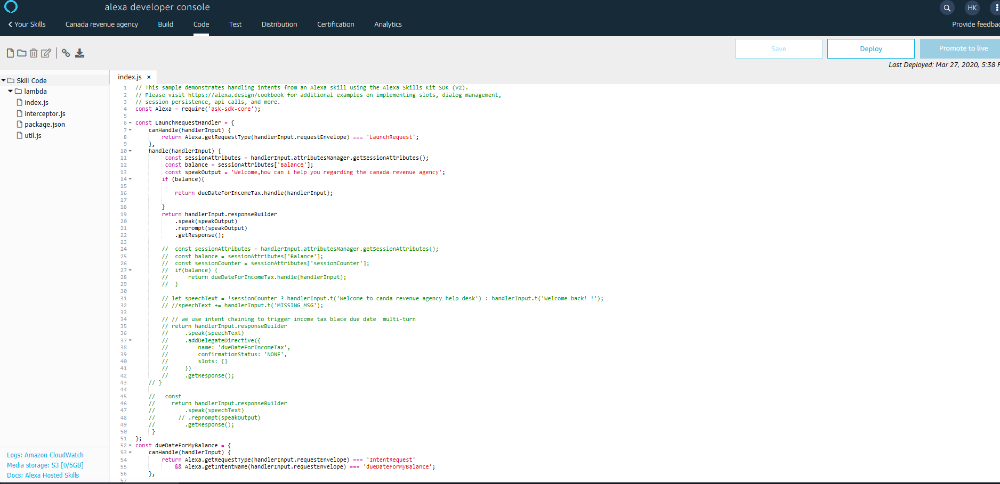 alexa developer console
HK
Your Skills Canada revenue agency Build Code Test Distribution Certification Analytics Provide feedbac
Save Deploy Promote to live
Last Deployed: Mar 27, 2020, 5:38 P
Skill Code
lambda
index.js
interceptor.js
package.json
util.js
Logs: Amazon CloudWatch
Media storage: S3 [0/5GB]
Docs: Alexa Hosted Skills
index.js ×
1 // This sample demonstrates handling intents from an Alexa skill using the Alexa Skills Kit SDK (v2).
2 // Please visit https://alexa.design/cookbook for additional examples on implementing slots, dialog management,
3 // session persistence, api calls, and more.
4 const Alexa = require('ask-sdk-core');
5
6 const LaunchRequestHandler = {
7     canHandle(handlerInput) {
8         return Alexa.getRequestType(handlerInput.requestEnvelope) === 'LaunchRequest';
9     },
10     handle(handlerInput) {
11          const sessionAttributes = handlerInput.attributesManager.getSessionAttributes();
12          const balance = sessionAttributes['Balance'];
13          const speakOutput = 'Welcome,how can i help you regarding the canada revenue agency';
14         if (balance){
15
16             return dueDateForIncomeTax.handle(handlerInput);
17
18         }
19         return handlerInput.responseBuilder
20             .speak(speakOutput)
21             .reprompt(speakOutput)
22             .getResponse();
23
24         //  const sessionAttributes = handlerInput.attributesManager.getSessionAttributes();
25         //  const balance = sessionAttributes['Balance'];
26         //  const sessionCounter = sessionAttributes['sessionCounter'];
27         //  if(balance) {
28         //      return dueDateForIncomeTax.handle(handlerInput);
29         //  }
30
31         // let speechText = !sessionCounter ? handlerInput.t('Welcome to canda revenue agency help desk') : handlerInput.t('Welcome back! !');
32         // //speechText += handlerInput.t('MISSING_MSG');
33
34         // // we use intent chaining to trigger income tax blace due date  multi-turn
35         // return handlerInput.responseBuilder
36         //     .speak(speechText)
37         //     .addDelegateDirective({
38         //         name: 'dueDateForIncomeTax',
39         //         confirmationStatus: 'NONE',
40         //         slots: {}
41         //     })
42         //     .getResponse();
43     // }
44
45     //   const
46     //     return handlerInput.responseBuilder
47     //         .speak(speechText)
48     //       // .reprompt(speakOutput)
49     //         .getResponse();
50      }
51 };
52 const dueDateForMyBalance = {
53     canHandle(handlerInput) {
54         return Alexa.getRequestType(handlerInput.requestEnvelope) === 'IntentRequest'
55             && Alexa.getIntentName(handlerInput.requestEnvelope) === 'dueDateForMyBalance';
56     },
57